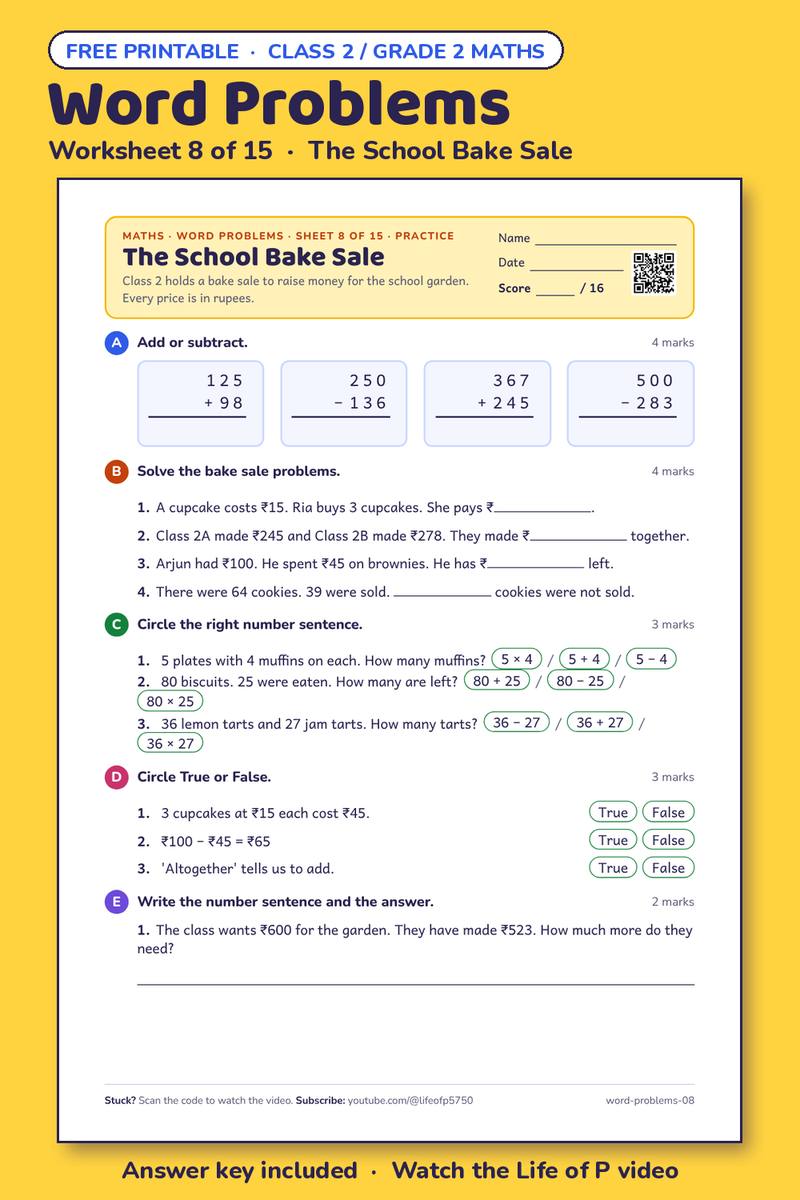 FREE PRINTABLE · CLASS 2 / GRADE 2 MATHS
Word Problems
Worksheet 8 of 15 · The School Bake Sale
MATHS · WORD PROBLEMS · SHEET 8 OF 15 · PRACTICE
The School Bake Sale
Class 2 holds a bake sale to raise money for the school garden.
Every price is in rupees.
Name ____________
Date ____________
Score ______ / 16
A Add or subtract. 4 marks
125 250 367 500
+ 98 − 136 + 245 − 283
B Solve the bake sale problems. 4 marks
1. A cupcake costs ₹15. Ria buys 3 cupcakes. She pays ₹____________.
2. Class 2A made ₹245 and Class 2B made ₹278. They made ₹____________ together.
3. Arjun had ₹100. He spent ₹45 on brownies. He has ₹____________ left.
4. There were 64 cookies. 39 were sold. ____________ cookies were not sold.
C Circle the right number sentence. 3 marks
1. 5 plates with 4 muffins on each. How many muffins? 5 × 4 / 5 + 4 / 5 − 4
2. 80 biscuits. 25 were eaten. How many are left? 80 + 25 / 80 − 25 /
80 × 25
3. 36 lemon tarts and 27 jam tarts. How many tarts? 36 − 27 / 36 + 27 /
36 × 27
D Circle True or False. 3 marks
1. 3 cupcakes at ₹15 each cost ₹45. True False
2. ₹100 − ₹45 = ₹65 True False
3. 'Altogether' tells us to add. True False
E Write the number sentence and the answer. 2 marks
1. The class wants ₹600 for the garden. They have made ₹523. How much more do they
need?
Stuck? Scan the code to watch the video. Subscribe: youtube.com/@lifeofp5750 word-problems-08
Answer key included · Watch the Life of P video